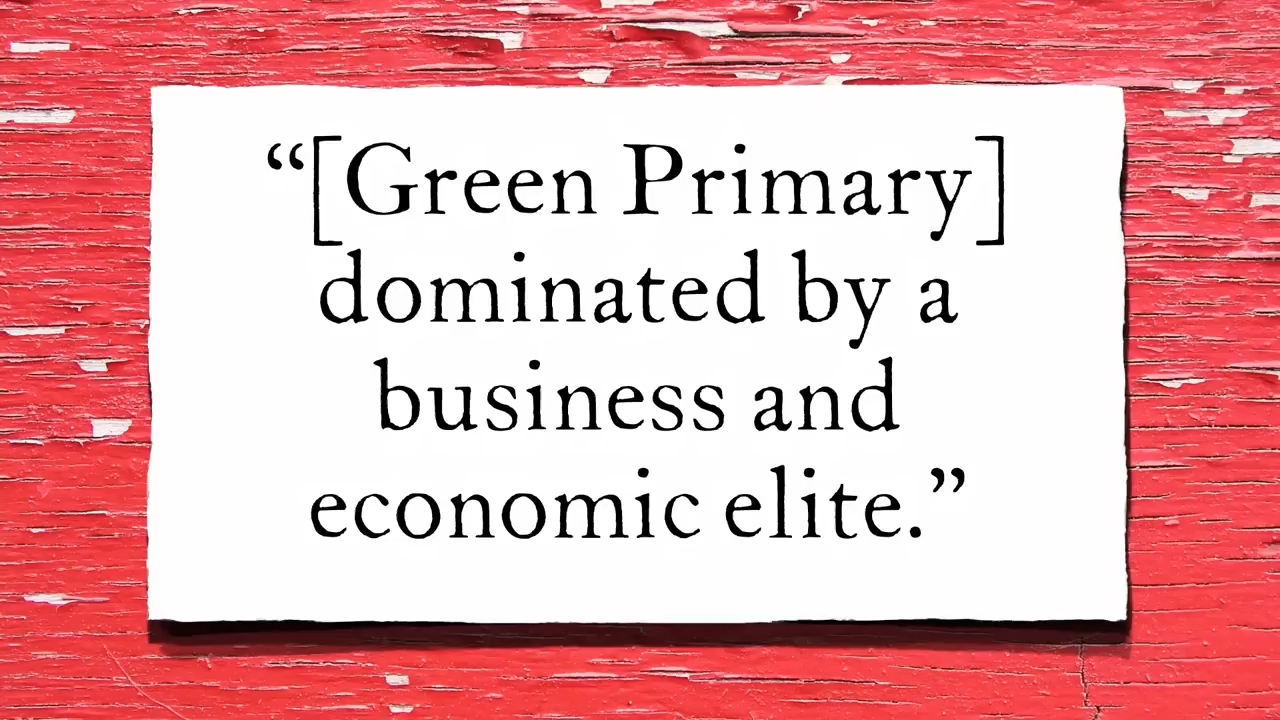 “[Green Primary]
dominated by a
business and
economic elite.”